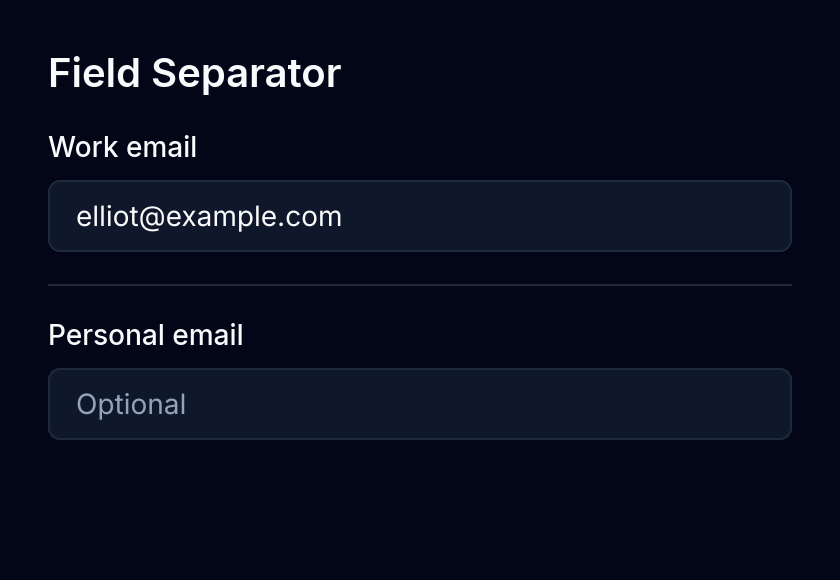 Field Separator
Work email
elliot@example.com
Personal email
Optional